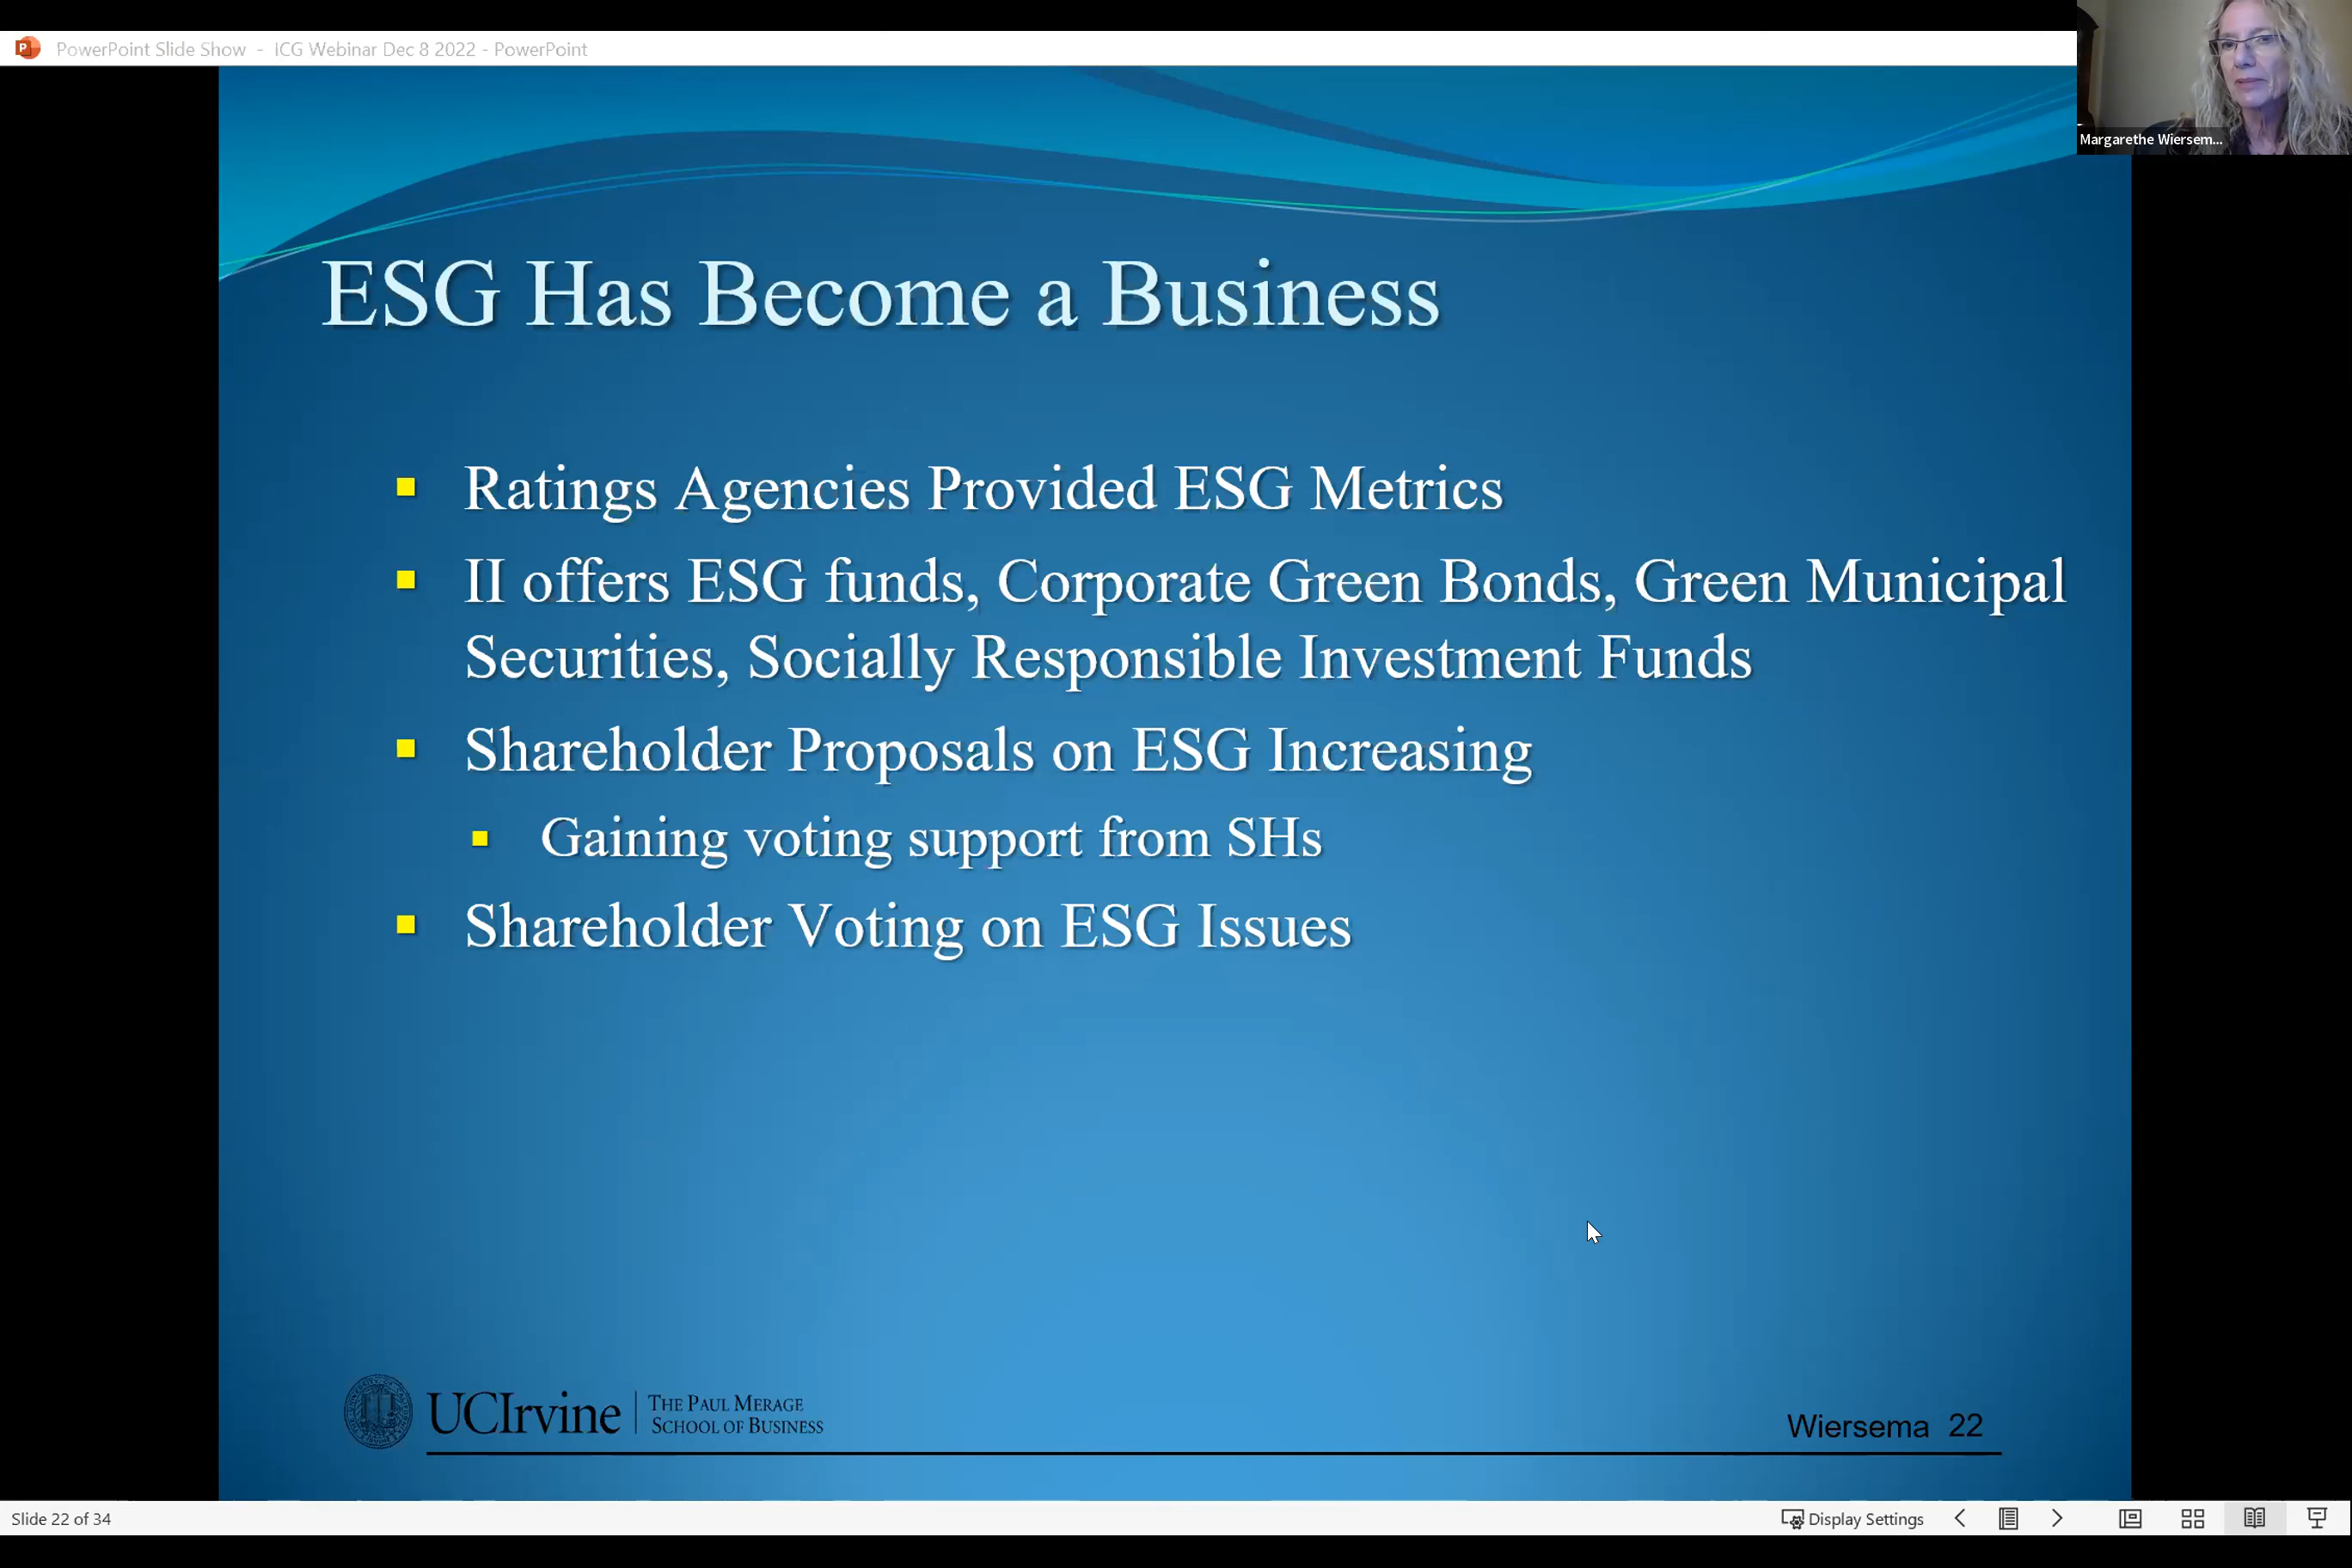 PowerPoint Slide Show - ICG Webinar Dec 8 2022 - PowerPoint
Margarethe Wiersem...
ESG Has Become a Business
Ratings Agencies Provided ESG Metrics
II offers ESG funds, Corporate Green Bonds, Green Municipal
Securities, Socially Responsible Investment Funds
Shareholder Proposals on ESG Increasing
Gaining voting support from SHs
Shareholder Voting on ESG Issues
UCIrvine
THE PAUL MERAGE
SCHOOL OF BUSINESS
Wiersema 22
Slide 22 of 34
Display Settings